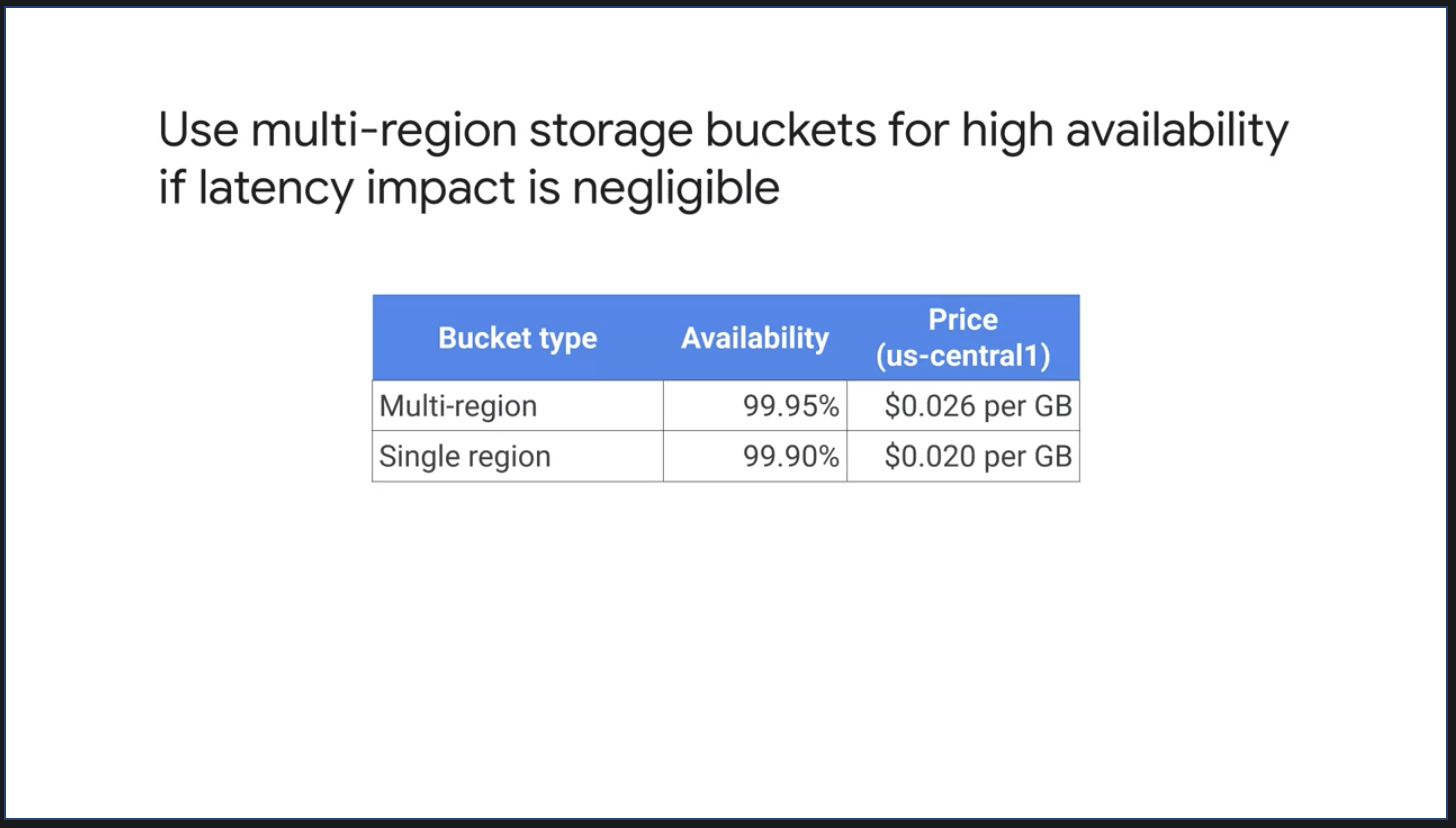 Use multi-region storage buckets for high availability
if latency impact is negligible
Bucket type Availability Price
(us-central1)
Multi-region 99.95% $0.026 per GB
Single region 99.90% $0.020 per GB